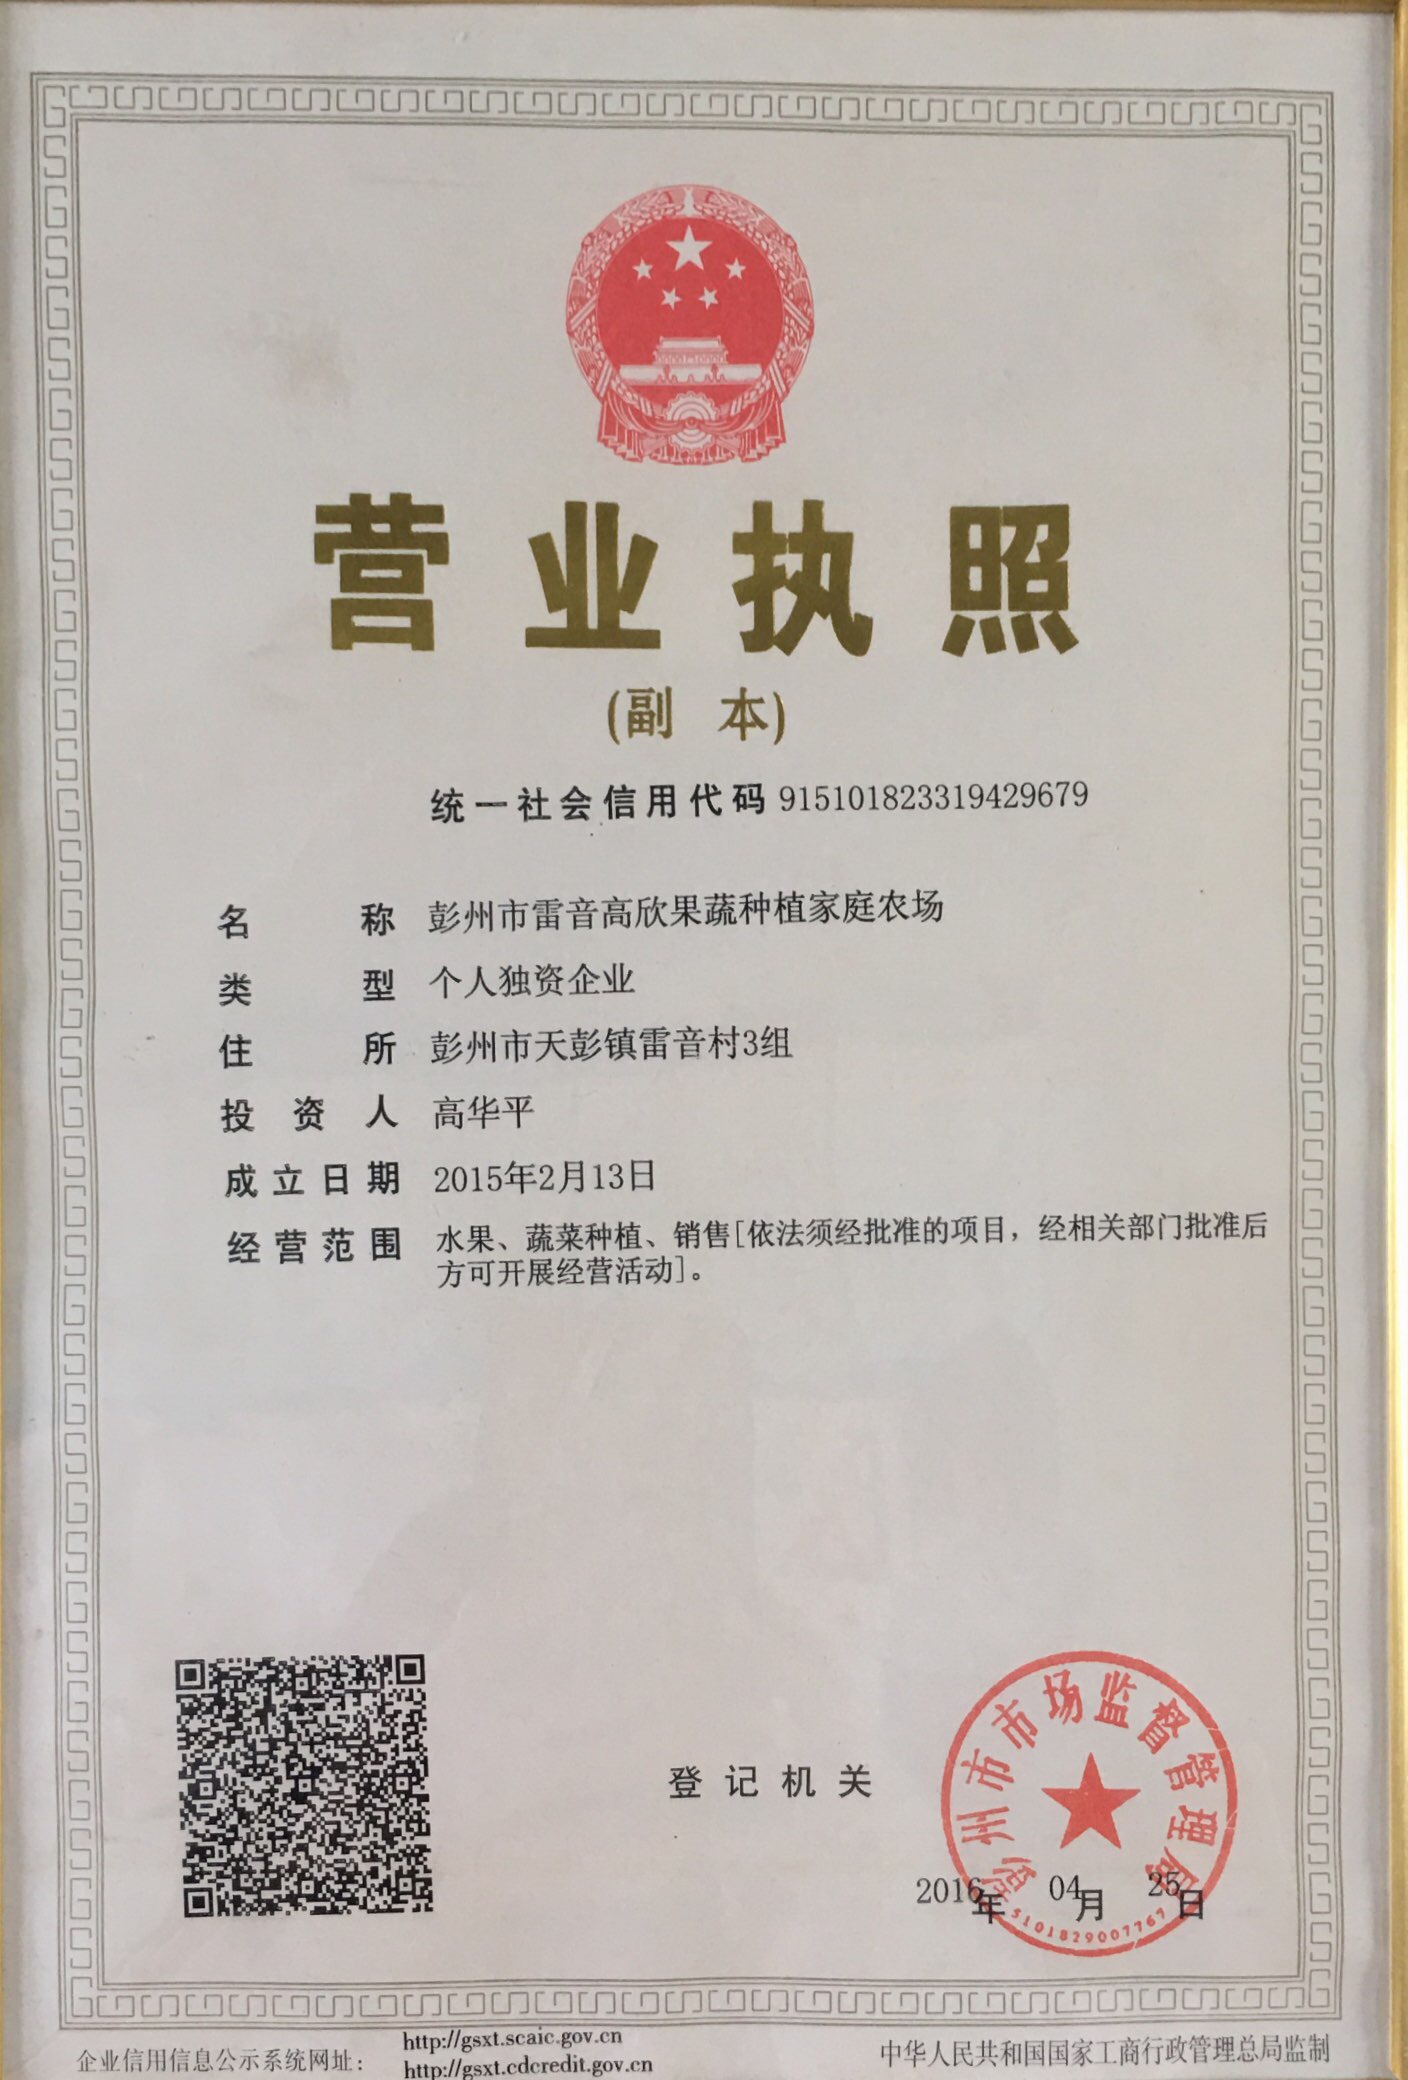 营业执照
(副 本)
统一社会信用代码 915101823319429679
名 称 彭州市雷音高欣果蔬种植家庭农场
类 型 个人独资企业
住 所 彭州市天彭镇雷音村3组
投 资 人 高华平
成立日期 2015年2月13日
经营范围 水果、蔬菜种植、销售[依法须经批准的项目，经相关部门批准后
方可开展经营活动]。
登记机关
彭州市市场监督管理局
2016年 04月 25日
5101829007767
企业信用信息公示系统网址：
http://gsxt.scaic.gov.cn
http://gsxt.cdcredit.gov.cn
中华人民共和国国家工商行政管理总局监制